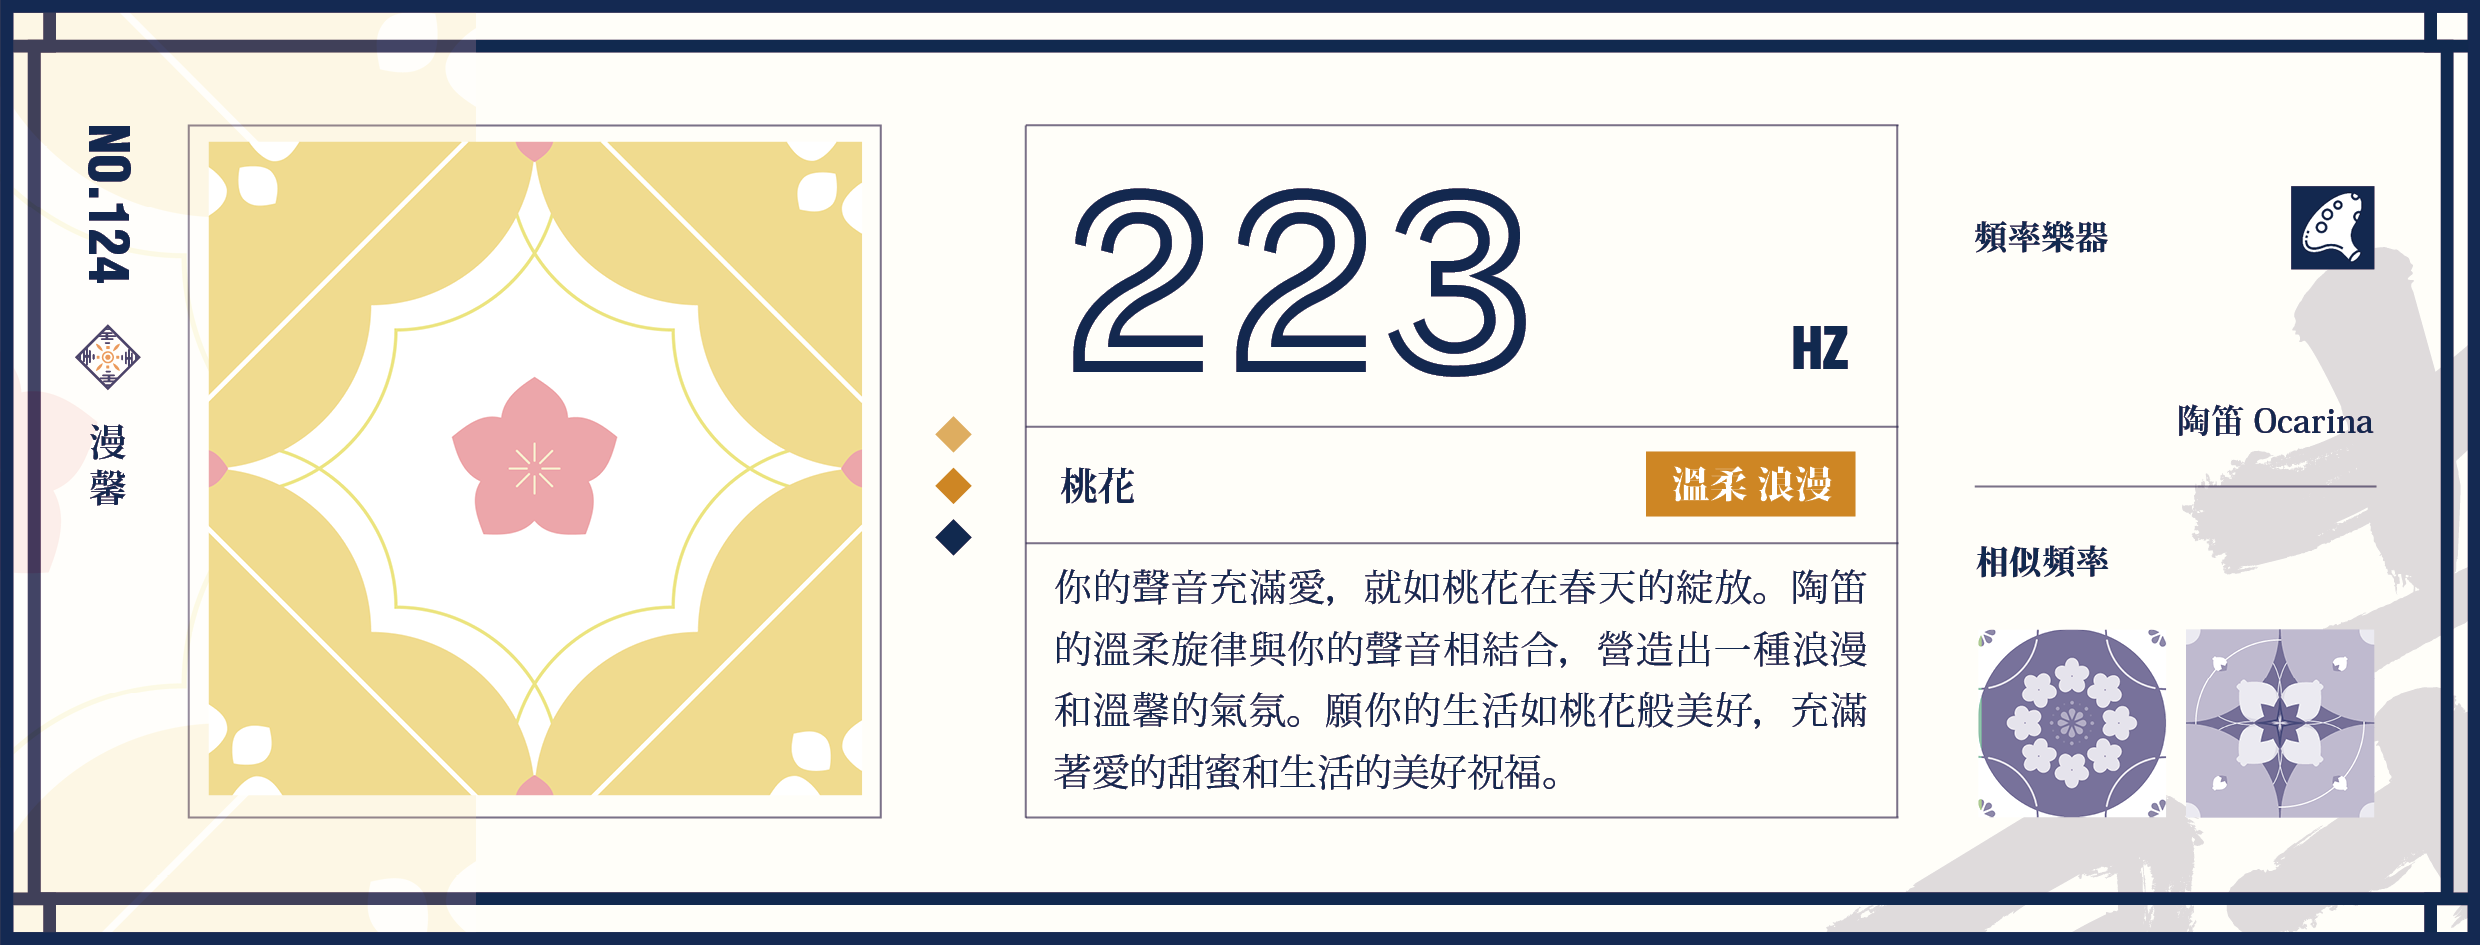 NO.124
漫馨
223
HZ
桃花
溫柔 浪漫
你的聲音充滿愛，就如桃花在春天的綻放。陶笛
的溫柔旋律與你的聲音相結合，營造出一種浪漫
和溫馨的氣氛。願你的生活如桃花般美好，充滿
著愛的甜蜜和生活的美好祝福。
頻率樂器
陶笛 Ocarina
相似頻率